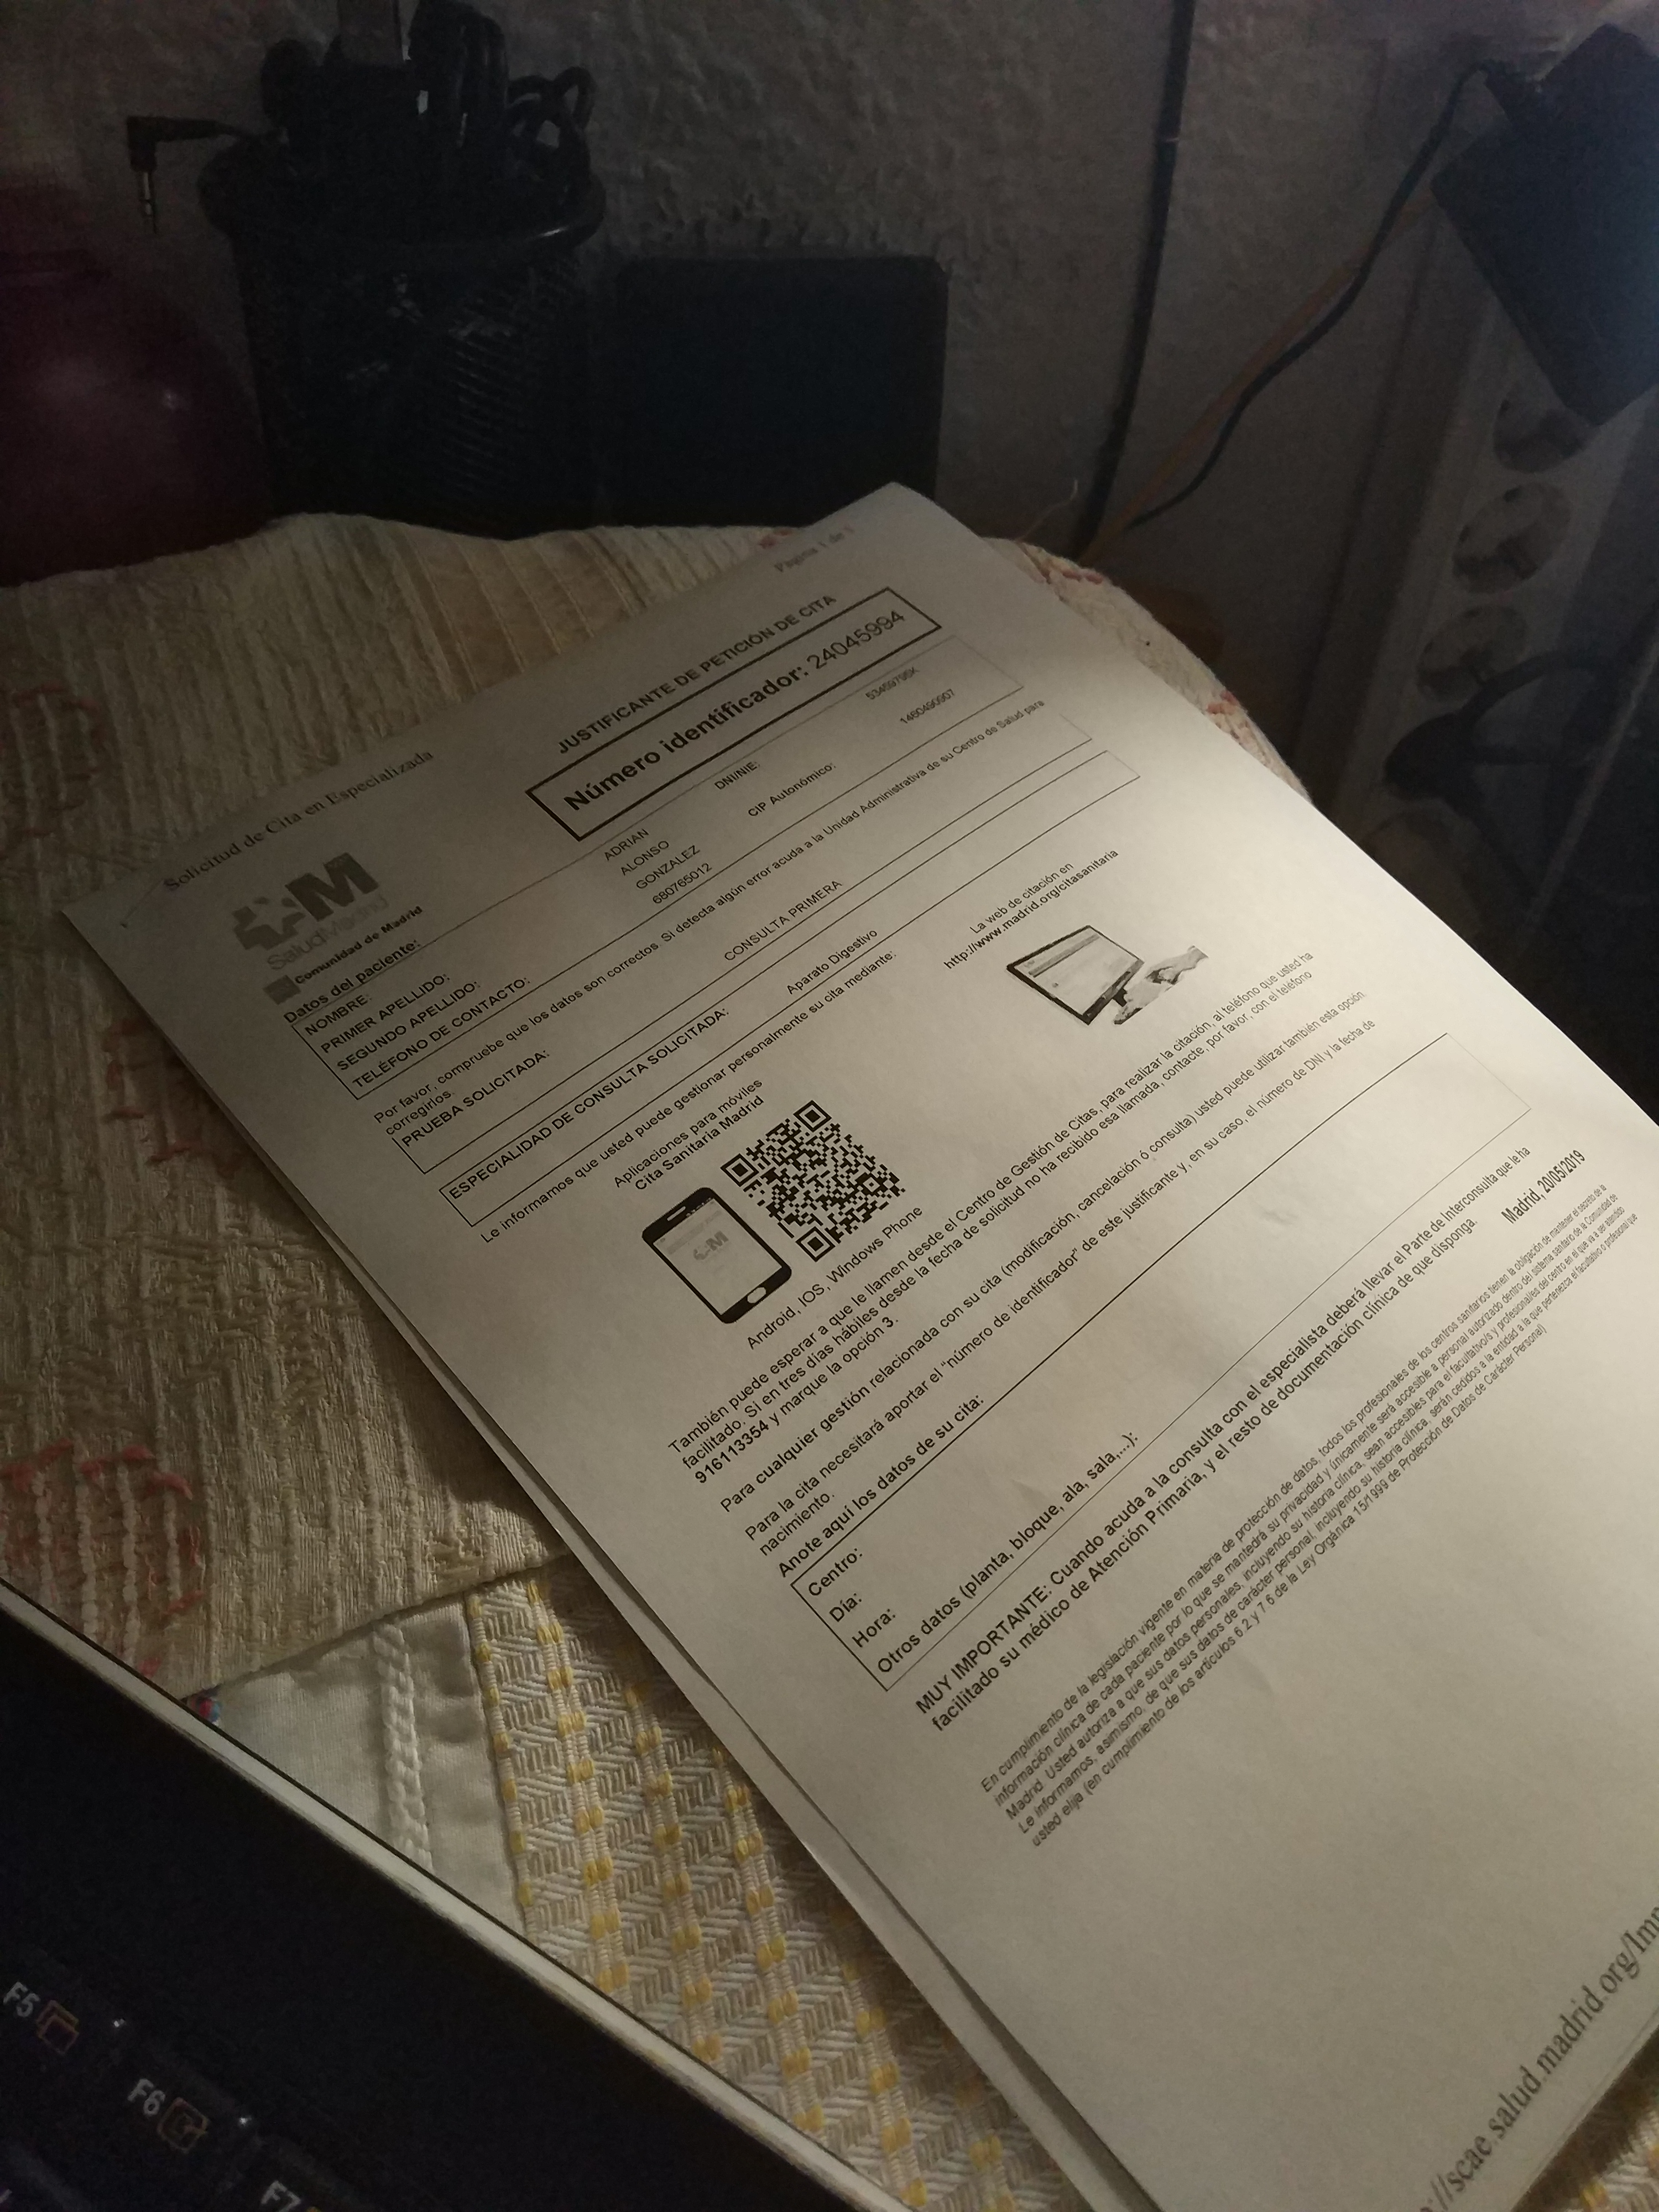 Solicitud de Cita en Especializada
Pagina 1 de 1
SaludMadrid
Comunidad de Madrid
JUSTIFICANTE DE PETICIÓN DE CITA
Número identificador: 24045994
Datos del paciente:
NOMBRE: ADRIAN DNI/NIE:
PRIMER APELLIDO: ALONSO
SEGUNDO APELLIDO: GONZALEZ CIP Autonómico: 1460490907
TELÉFONO DE CONTACTO: 680765012
Por favor, compruebe que los datos son correctos. Si detecta algún error acuda a la Unidad Administrativa de su Centro de Salud para
corregirlos.
PRUEBA SOLICITADA: CONSULTA PRIMERA
ESPECIALIDAD DE CONSULTA SOLICITADA: Aparato Digestivo
Le informamos que usted puede gestionar personalmente su cita mediante:
Aplicaciones para móviles
Cita Sanitaria Madrid
Android, IOS, Windows Phone
La web de citación en
http://www.madrid.org/citasanitaria
También puede esperar a que le llamen desde el Centro de Gestión de Citas, para realizar la citación, al teléfono que usted ha
facilitado. Si en tres días hábiles desde la fecha de solicitud no ha recibido esa llamada, contacte, por favor, con el teléfono
916113354 y marque la opción 3.
Para cualquier gestión relacionada con su cita (modificación, cancelación ó consulta) usted puede utilizar también esta opción.
Para la cita necesitará aportar el "número de identificador" de este justificante y, en su caso, el número de DNI y la fecha de
nacimiento.
Anote aquí los datos de su cita:
Centro:
Día:
Hora:
Otros datos (planta, bloque, ala, sala,...):
MUY IMPORTANTE: Cuando acuda a la consulta con el especialista deberá llevar el Parte de Interconsulta que le ha
facilitado su médico de Atención Primaria, y el resto de documentación clínica de que disponga.
Madrid, 20/05/2019
En cumplimiento de la legislación vigente en materia de protección de datos, todos los profesionales de los centros sanitarios tienen la obligación de mantener el secreto de la
información clínica de cada paciente por lo que se mantedrá su privacidad y únicamente será accesible a personal autorizado dentro del sistema sanitario de la Comunidad de
Madrid. Usted autoriza a que sus datos personales, incluyendo su historia clínica, sean accesibles para el facultativo/s y profesional/es del centro en el que va a ser atendido.
Le informamos, asimismo, de que sus datos de carácter personal, incluyendo su historia clínica, serán cedidos a la entidad a la que pertenezca el facultativo o profesional que
usted elija (en cumplimiento de los artículos 6.2 y 7.6 de la Ley Orgánica 15/1999 de Protección de Datos de Carácter Personal)
//scae.salud.madrid.org/Imp
F5
F6
F7